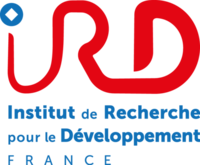 iRD
Institut de Recherche
pour le Développement
FRANCE